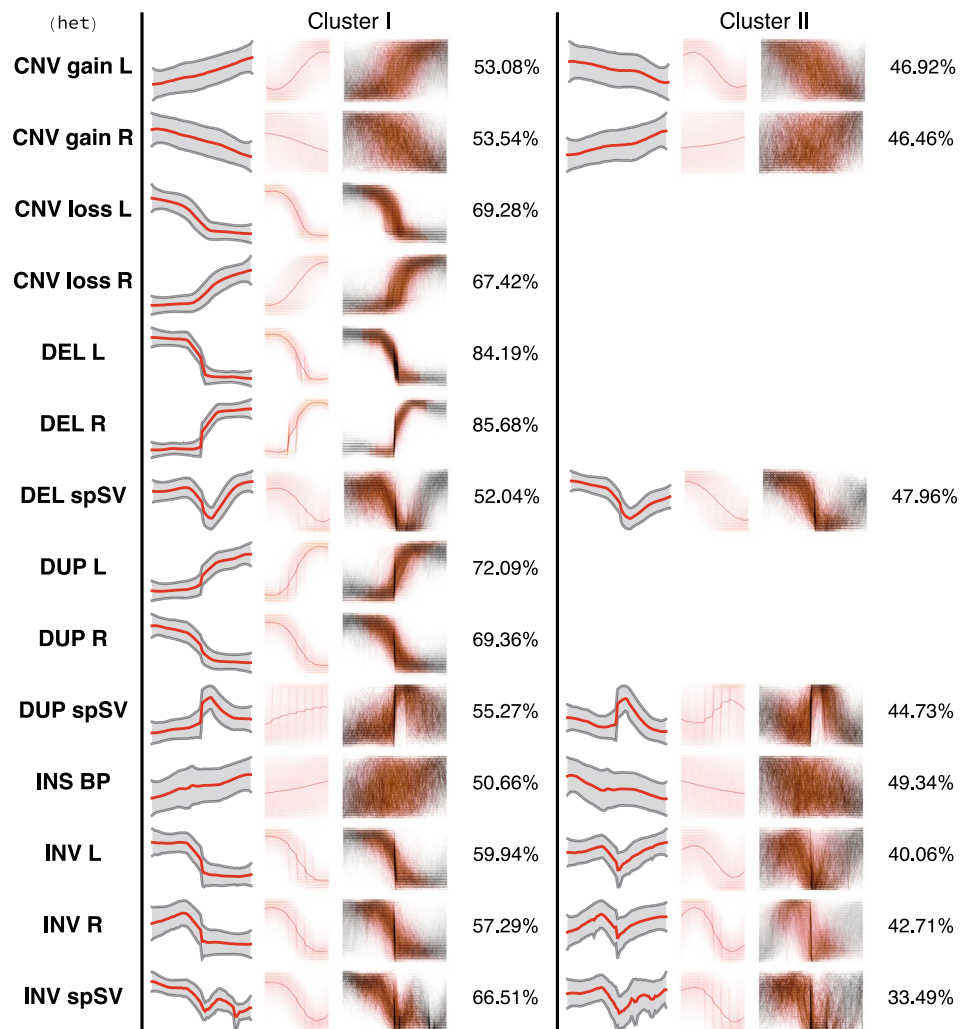 (het) Cluster I Cluster II
CNV gain L 53.08% 46.92%
CNV gain R 53.54% 46.46%
CNV loss L 69.28%
CNV loss R 67.42%
DEL L 84.19%
DEL R 85.68%
DEL spSV 52.04% 47.96%
DUP L 72.09%
DUP R 69.36%
DUP spSV 55.27% 44.73%
INS BP 50.66% 49.34%
INV L 59.94% 40.06%
INV R 57.29% 42.71%
INV spSV 66.51% 33.49%